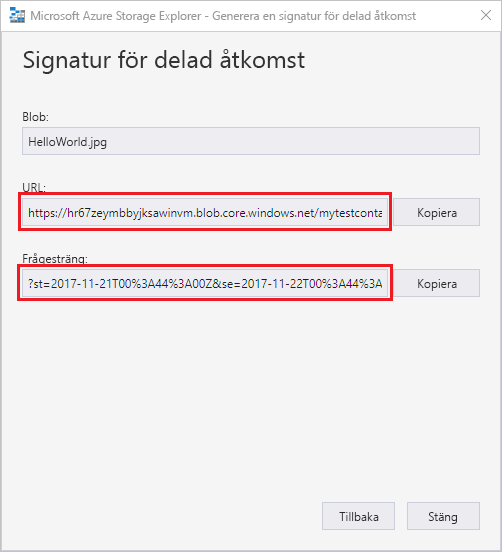 Microsoft Azure Storage Explorer - Generera en signatur för delad åtkomst
Signatur för delad åtkomst
Blob:
HelloWorld.jpg
URL:
https://hr67zeymbbyjksawinvm.blob.core.windows.net/mytestconta
Kopiera
Frågesträng:
?st=2017-11-21T00%3A44%3A00Z&se=2017-11-22T00%3A44%3A
Kopiera
Tillbaka
Stäng